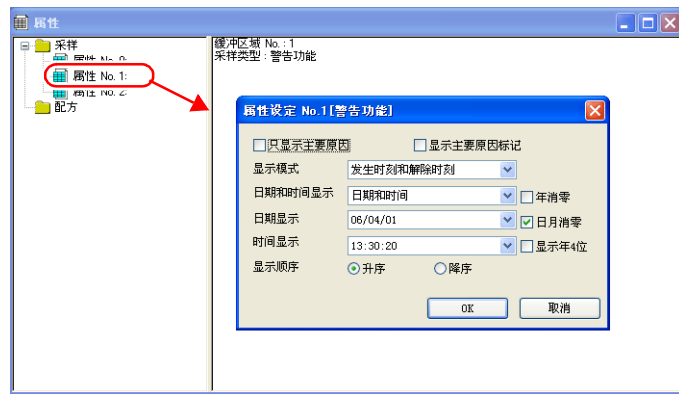 属性
采样
属性 No. 0:
属性 No. 1:
属性 No. 2:
配方
缓冲区域 No. : 1
采样类型 : 警告功能
属性设定 No.1[警告功能]
只显示主要原因 显示主要原因标记
显示模式 发生时刻和解除时刻
日期和时间显示 日期和时间 年消零
日期显示 06/04/01 日月消零
时间显示 13:30:20 显示年4位
显示顺序 升序 降序
OK 取消